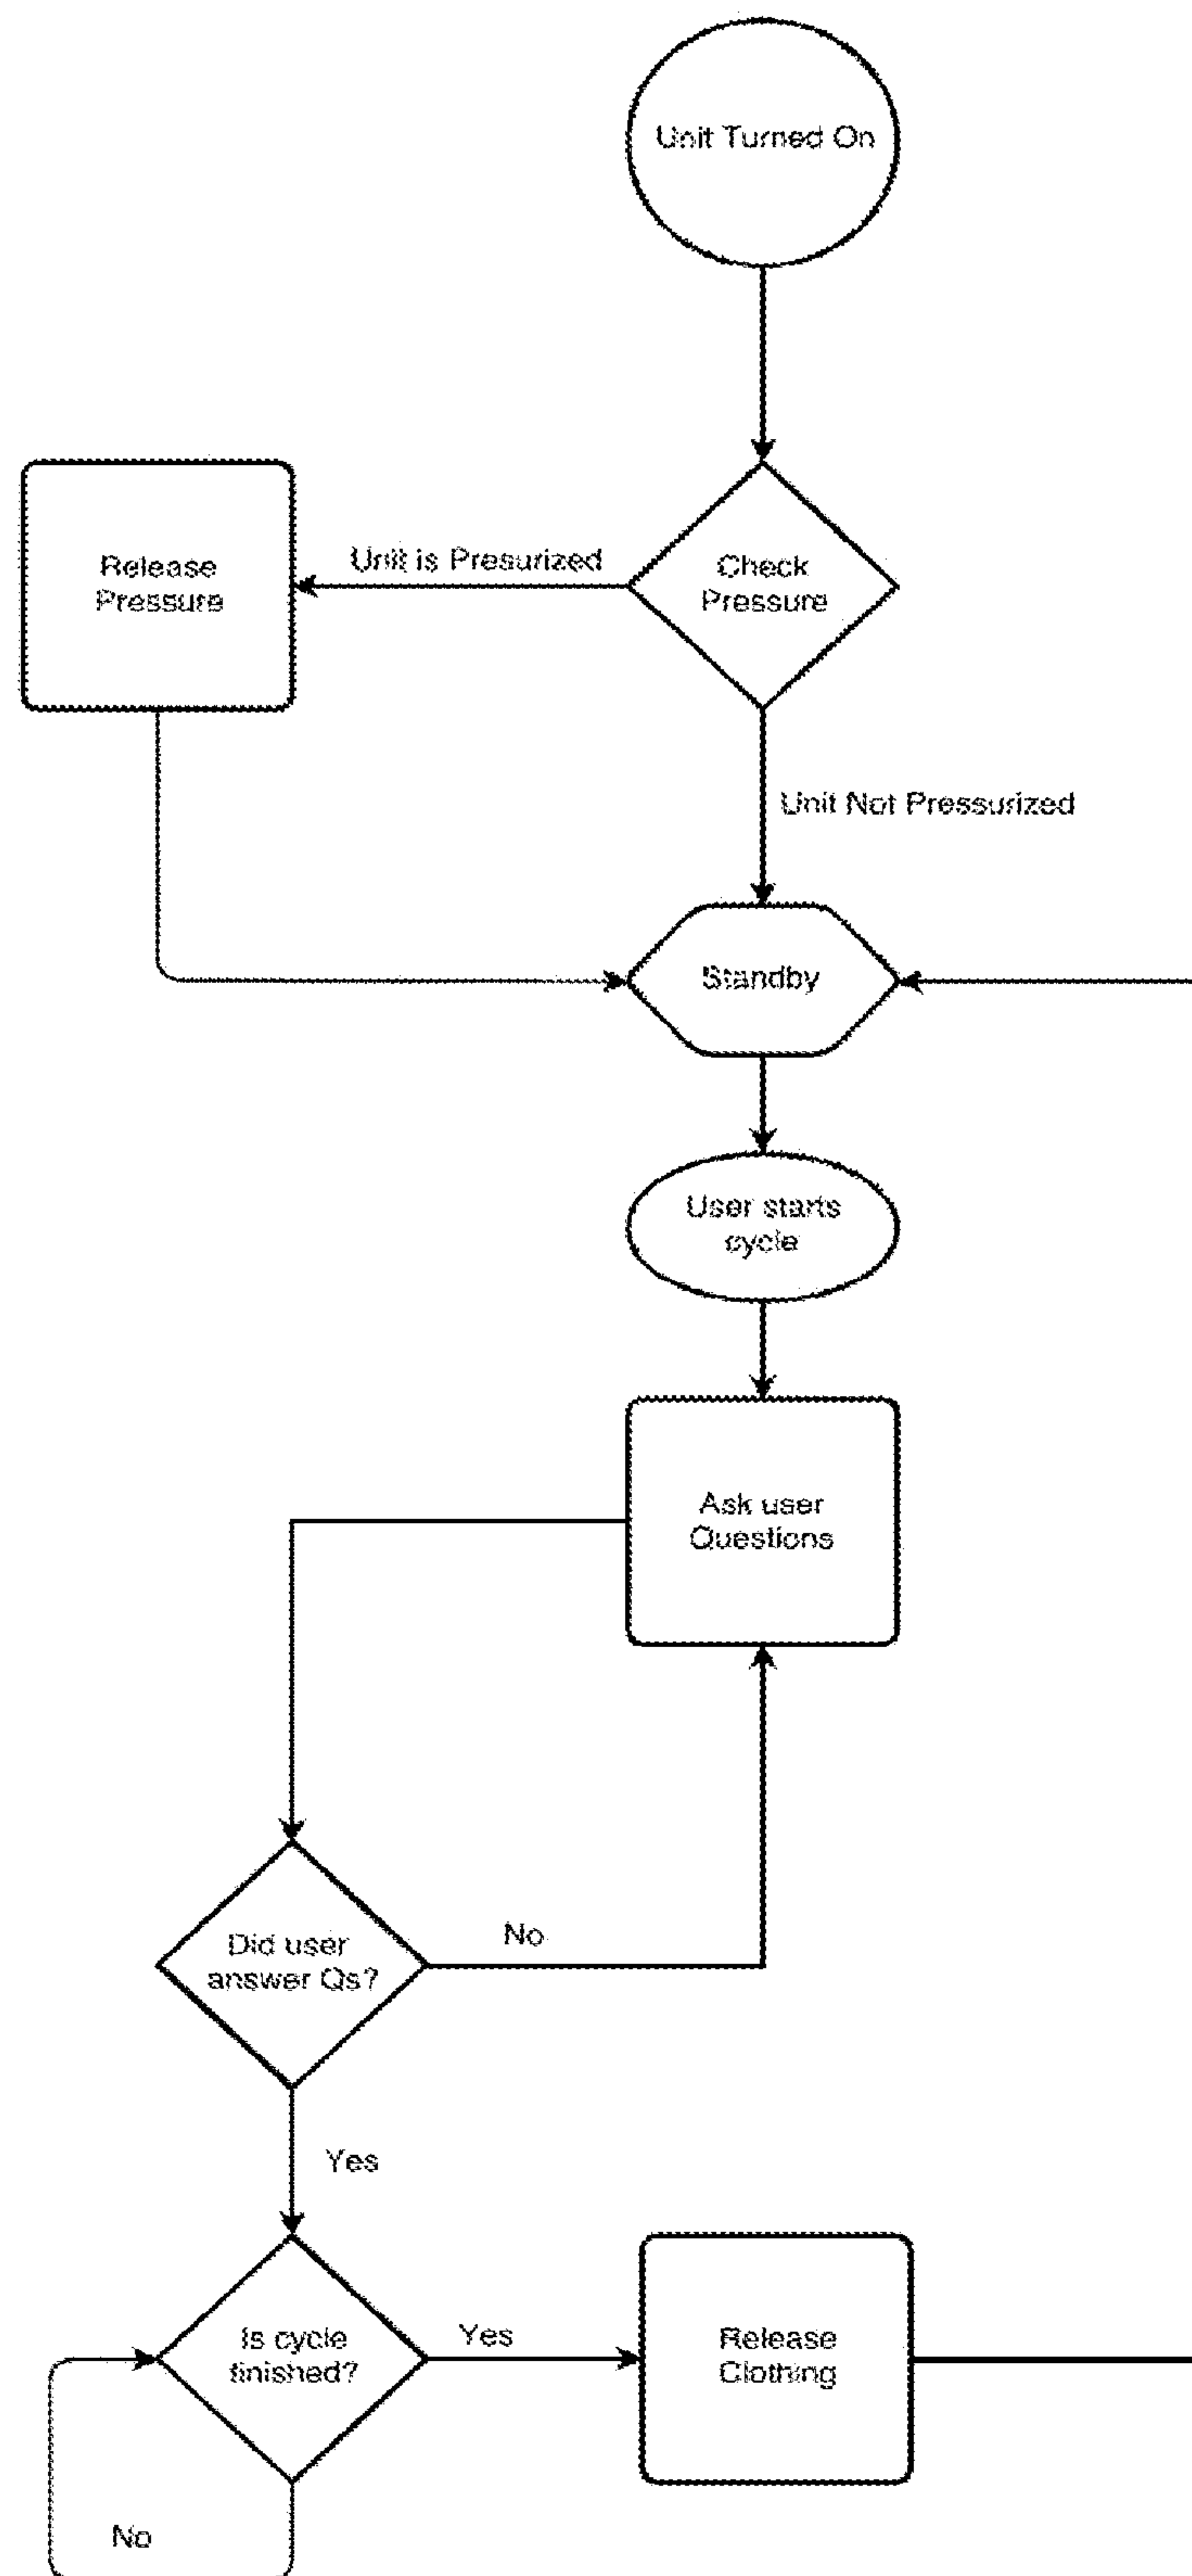 Unit Turned On
Unit is Presurized
Release
Pressure
Check
Pressure
Unit Not Pressurized
Standby
User starts
cycle
Ask user
Questions
Did user
answer Qs?
No
Yes
Is cycle
finished?
Yes
Release
Clothing
No